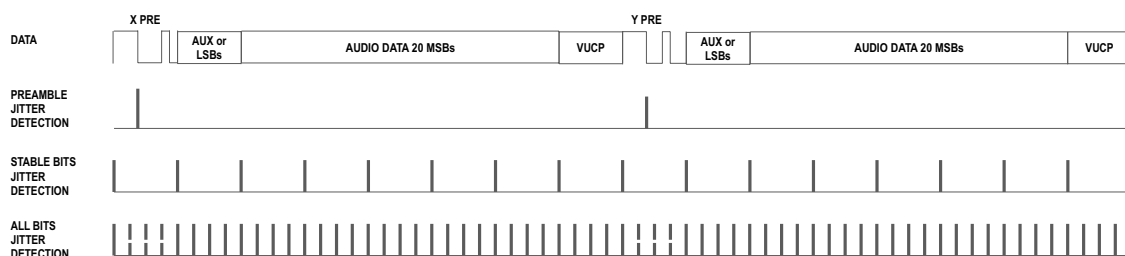 X PRE
Y PRE
DATA
AUX or
LSBs
AUDIO DATA 20 MSBs
VUCP
AUX or
LSBs
AUDIO DATA 20 MSBs
VUCP
PREAMBLE
JITTER
DETECTION
STABLE BITS
JITTER
DETECTION
ALL BITS
JITTER
DETECTION